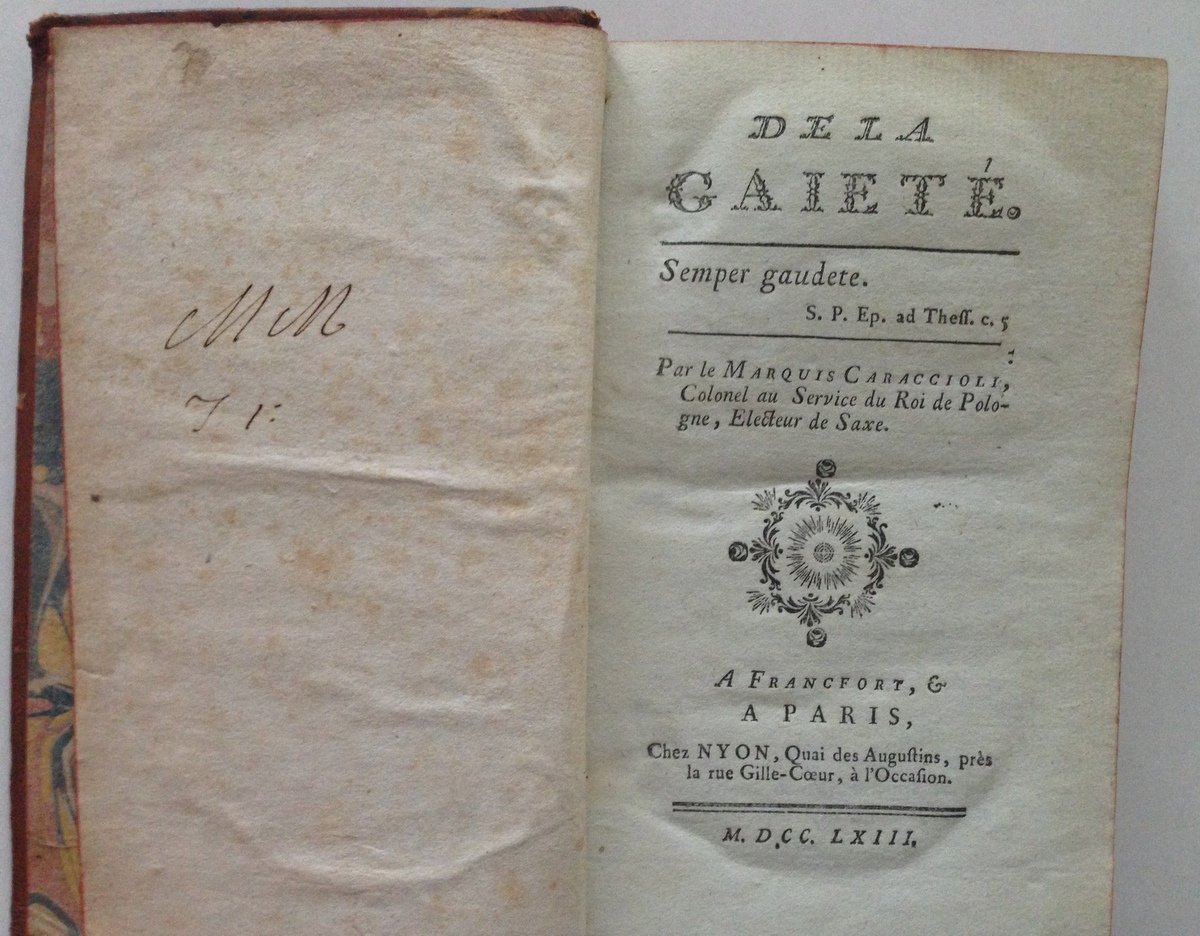 MM
DE LA
GAIETÉ.
Semper gaudete.
S. P. Ep. ad Theſſ. c. 5
Par le MARQUIS CARACCIOLI,
Colonel au Service du Roi de Polo-
gne, Electeur de Saxe.
A FRANCFORT, &
A PARIS,
Chez NYON, Quai des Auguſtins, près
la rue Gille-Cœur, à l'Occaſion.
M. D. CC. LXIII.